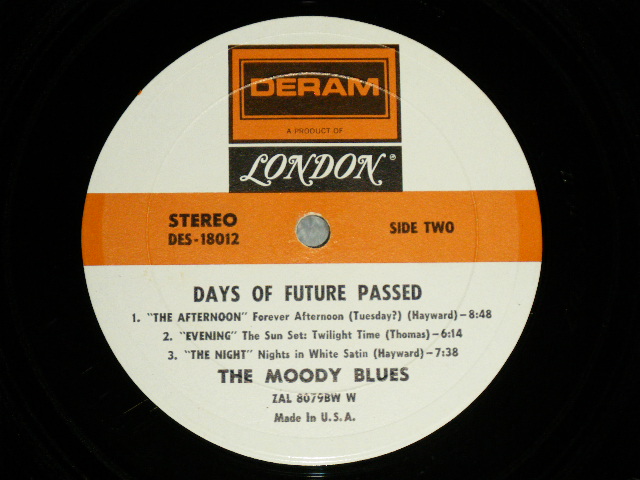 DERAM
A PRODUCT OF
LONDON®
STEREO
DES-18012
SIDE TWO
DAYS OF FUTURE PASSED
1. "THE AFTERNOON" Forever Afternoon (Tuesday?) (Hayward)—8:48
2. "EVENING" The Sun Set: Twilight Time (Thomas)—6:14
3. "THE NIGHT" Nights in White Satin (Hayward)—7:38
THE MOODY BLUES
ZAL 8079BW W
Made In U.S.A.